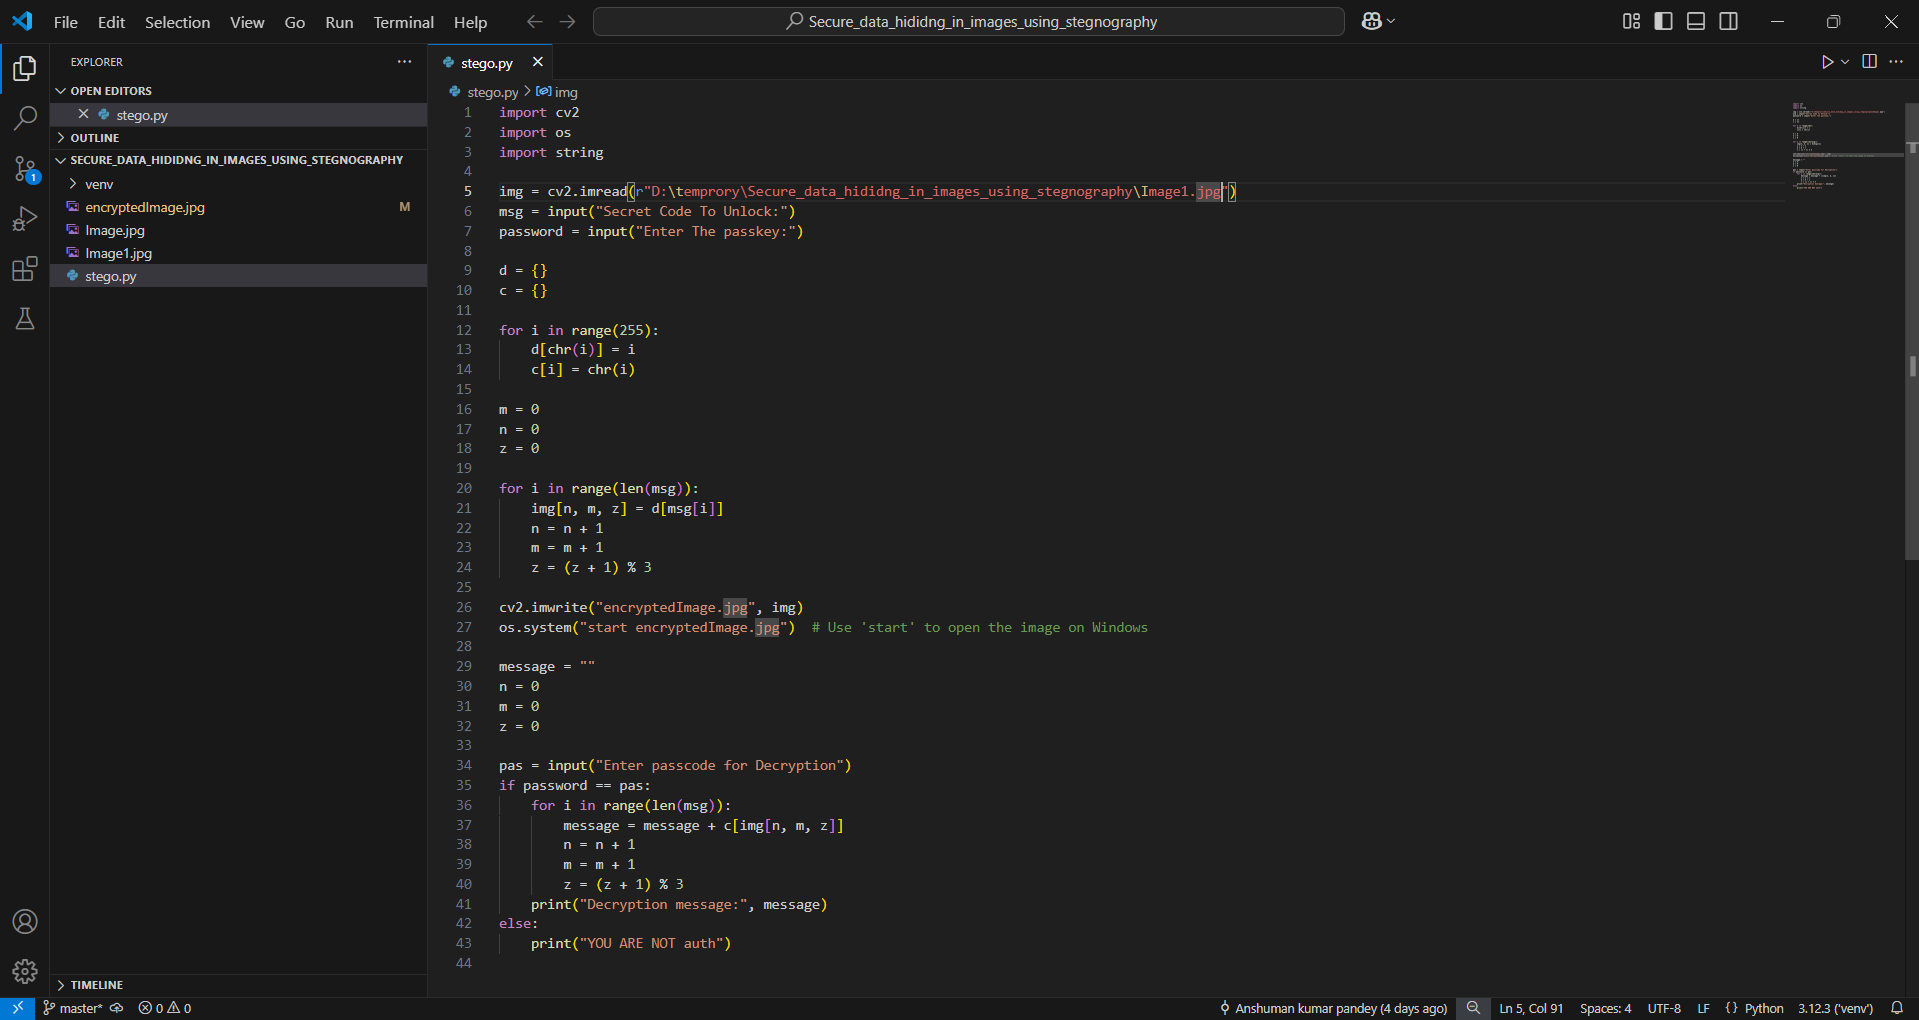 File Edit Selection View Go Run Terminal Help
Secure_data_hididng_in_images_using_stegnography
EXPLORER
OPEN EDITORS
stego.py
OUTLINE
SECURE_DATA_HIDIDNG_IN_IMAGES_USING_STEGNOGRAPHY
venv
encryptedImage.jpg M
Image.jpg
Image1.jpg
stego.py
TIMELINE
1
stego.py
stego.py > img
1 import cv2
2 import os
3 import string
4
5 img = cv2.imread(r"D:\temprory\Secure_data_hididng_in_images_using_stegnography\Image1.jpg")
6 msg = input("Secret Code To Unlock:")
7 password = input("Enter The passkey:")
8
9 d = {}
10 c = {}
11
12 for i in range(255):
13 d[chr(i)] = i
14 c[i] = chr(i)
15
16 m = 0
17 n = 0
18 z = 0
19
20 for i in range(len(msg)):
21 img[n, m, z] = d[msg[i]]
22 n = n + 1
23 m = m + 1
24 z = (z + 1) % 3
25
26 cv2.imwrite("encryptedImage.jpg", img)
27 os.system("start encryptedImage.jpg")  # Use 'start' to open the image on Windows
28
29 message = ""
30 n = 0
31 m = 0
32 z = 0
33
34 pas = input("Enter passcode for Decryption")
35 if password == pas:
36 for i in range(len(msg)):
37 message = message + c[img[n, m, z]]
38 n = n + 1
39 m = m + 1
40 z = (z + 1) % 3
41 print("Decryption message:", message)
42 else:
43 print("YOU ARE NOT auth")
44
master* 0 0
Anshuman kumar pandey (4 days ago) Ln 5, Col 91 Spaces: 4 UTF-8 LF {} Python 3.12.3 ('venv')